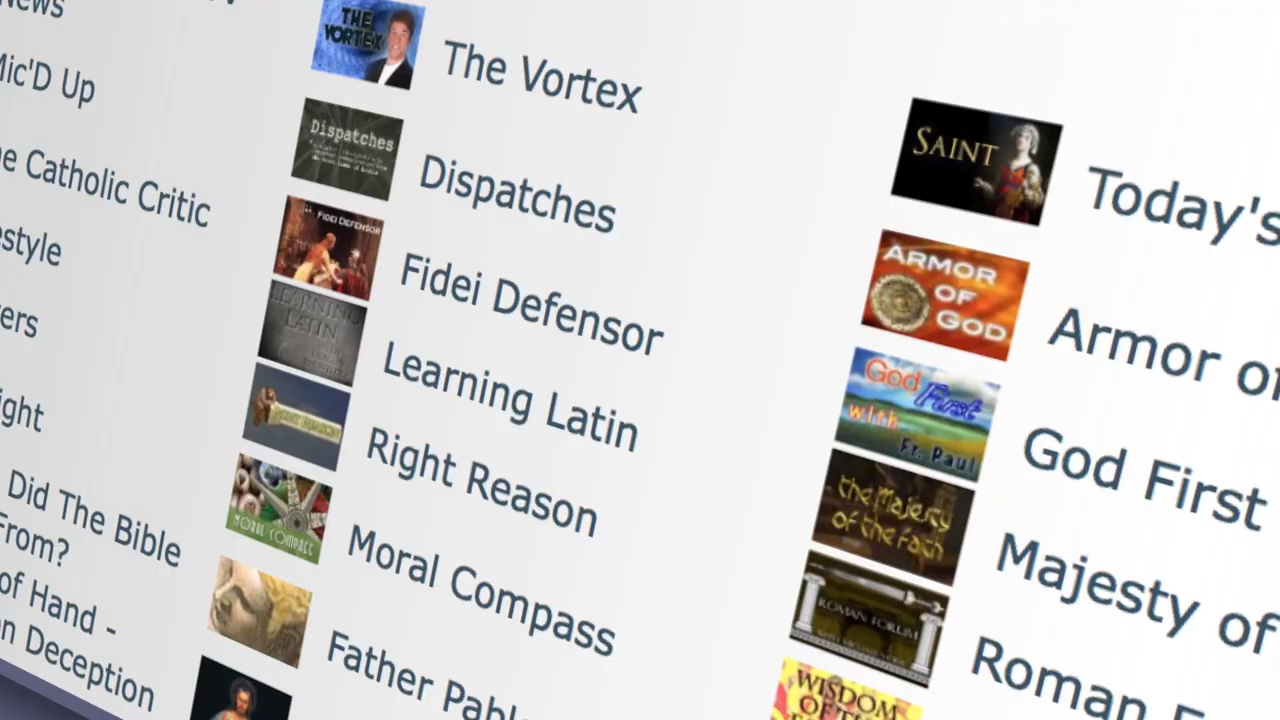 News
Mic'D Up
e Catholic Critic
estyle
ers
ight
Did The Bible
From?
of Hand -
on Deception
THE
VORTEX
The Vortex
Dispatches
Dispatches
FIDEI DEFENSOR
Fidei Defensor
LEARNING
LATIN
Learning Latin
Right Reason
MORAL COMPASS
Moral Compass
Father Pabl
SAINT
Today's
ARMOR
OF
GOD
Armor of
God First
with
Fr. Paul
God First
the Majesty
of the Faith
Majesty of
ROMAN FORUM
Roman F
WISDOM
OF TH